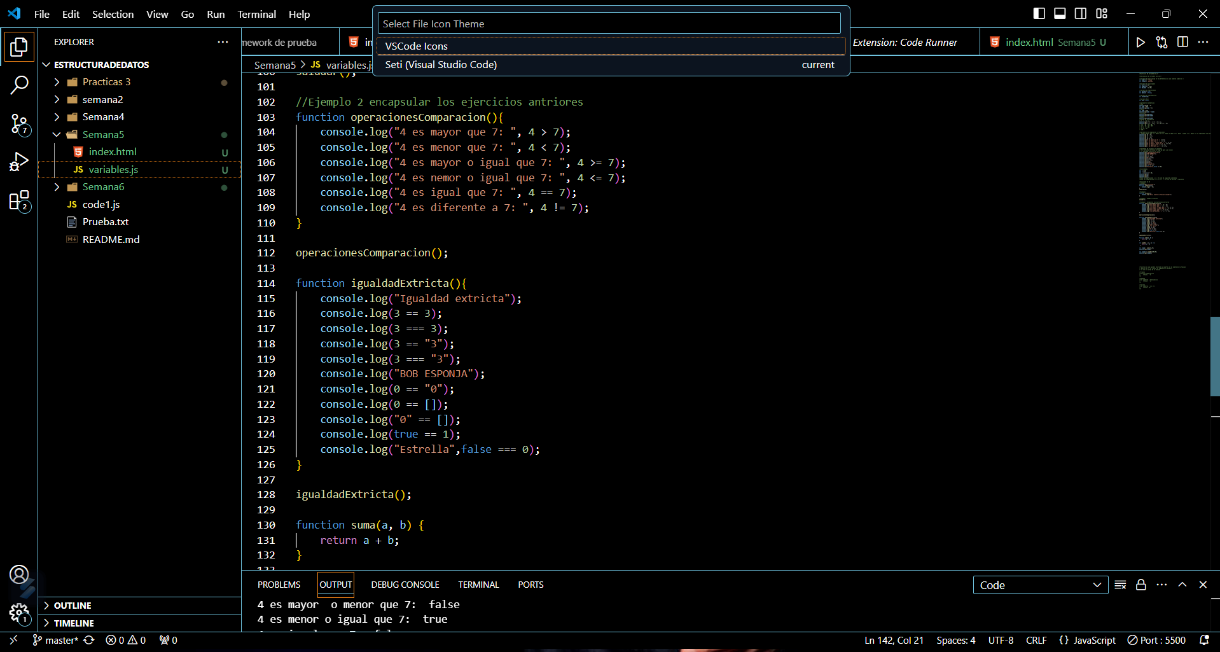 File Edit Selection View Go Run Terminal Help
Select File Icon Theme
VSCode Icons
Seti (Visual Studio Code) current
EXPLORER
mework de prueba
Extension: Code Runner
index.html Semana5 U
ESTRUCTURADEDATOS
Practicas 3
semana2
Semana4
Semana5
index.html U
variables.js U
Semana6
JS code1.js
Prueba.txt
README.md
OUTLINE
TIMELINE
7
2
1
Semana5 > JS variables.js
101
102 //Ejemplo 2 encapsular los ejercicios antriores
103 function operacionesComparacion(){
104 console.log("4 es mayor que 7: ", 4 > 7);
105 console.log("4 es menor que 7: ", 4 < 7);
106 console.log("4 es mayor o igual que 7: ", 4 >= 7);
107 console.log("4 es nemor o igual que 7: ", 4 <= 7);
108 console.log("4 es igual que 7: ", 4 == 7);
109 console.log("4 es diferente a 7: ", 4 != 7);
110 }
111
112 operacionesComparacion();
113
114 function igualdadExtricta(){
115 console.log("Igualdad extricta");
116 console.log(3 == 3);
117 console.log(3 === 3);
118 console.log(3 == "3");
119 console.log(3 === "3");
120 console.log("BOB ESPONJA");
121 console.log(0 == "0");
122 console.log(0 == []);
123 console.log("0" == []);
124 console.log(true == 1);
125 console.log("Estrella",false === 0);
126 }
127
128 igualdadExtricta();
129
130 function suma(a, b) {
131 return a + b;
132 }
PROBLEMS OUTPUT DEBUG CONSOLE TERMINAL PORTS Code
4 es mayor  o menor que 7:  false
4 es menor o igual que 7:  true
master* 0 0 0 Ln 142, Col 21 Spaces: 4 UTF-8 CRLF {} JavaScript Port : 5500